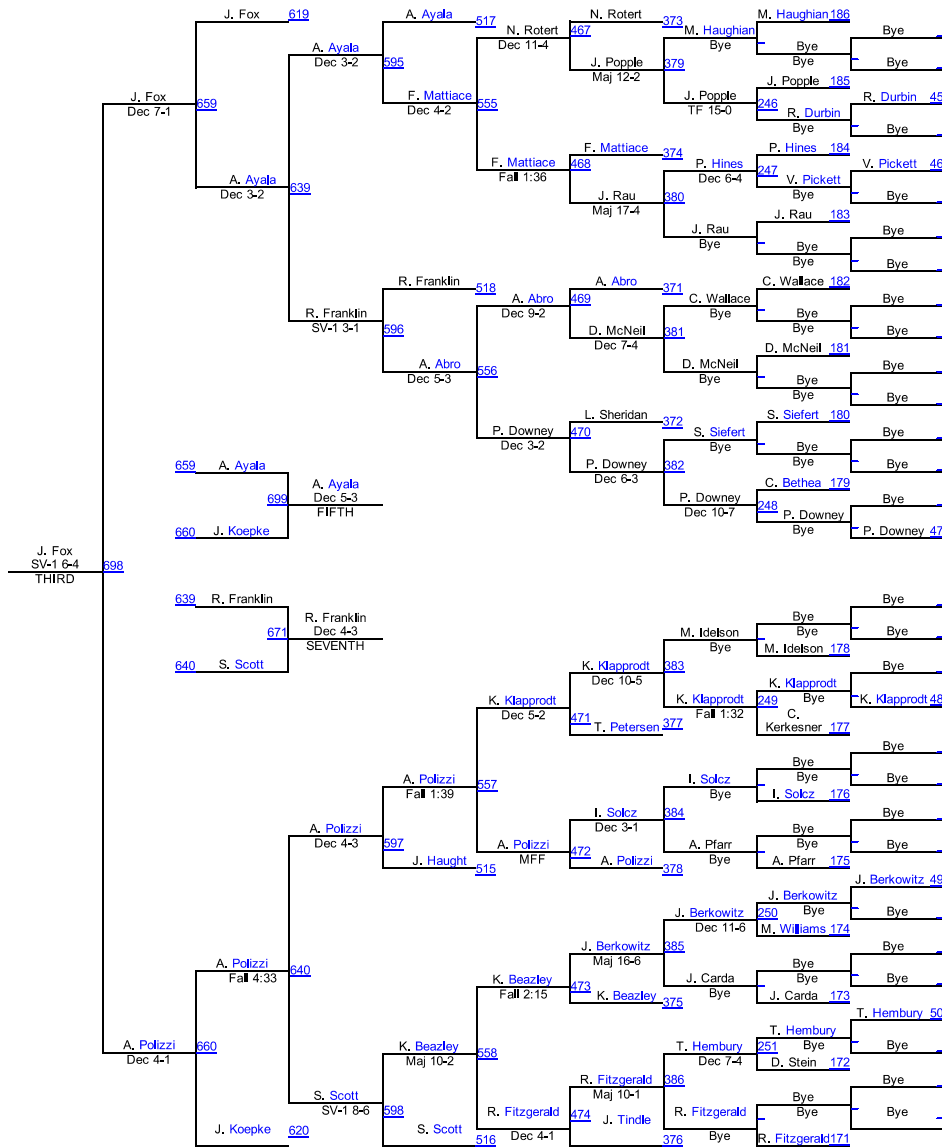 J. Fox 619
A. Ayala
517
N. Rotert
Dec 11-4
467
N. Rotert
373
M. Haughian
Bye
M. Haughian 186
Bye
Bye
Bye
Bye
A. Ayala
Dec 3-2
595
J. Popple
Maj 12-2
379
J. Popple
TF 15-0
246
J. Popple 185
R. Durbin
Bye
R. Durbin 45
Bye
J. Fox
Dec 7-1
659
F. Mattiace
Dec 4-2
555
F. Mattiace
Fall 1:36
468
F. Mattiace
374
P. Hines
Dec 6-4
247
P. Hines 184
V. Pickett
Bye
V. Pickett 46
Bye
A. Ayala
Dec 3-2
639
J. Rau
Maj 17-4
380
J. Rau
Bye
J. Rau 183
Bye
Bye
Bye
Bye
R. Franklin
SV-1 3-1
596
R. Franklin
518
A. Abro
Dec 9-2
469
A. Abro
371
C. Wallace
Bye
C. Wallace 182
Bye
Bye
Bye
Bye
D. McNeil
Dec 7-4
381
D. McNeil
Bye
D. McNeil 181
Bye
Bye
Bye
Bye
A. Abro
Dec 5-3
556
P. Downey
Dec 3-2
470
L. Sheridan
372
S. Siefert
Bye
S. Siefert 180
Bye
Bye
Bye
Bye
P. Downey
Dec 6-3
382
P. Downey
Dec 10-7
248
C. Bethea 179
P. Downey
Bye
Bye
P. Downey 47
659 A. Ayala
699
A. Ayala
Dec 5-3
FIFTH
660 J. Koepke
J. Fox
SV-1 6-4
THIRD
698
639 R. Franklin
671
R. Franklin
Dec 4-3
SEVENTH
640 S. Scott
M. Idelson
Bye
Bye
Bye
M. Idelson 178
Bye
Bye
K. Klapprodt
Dec 5-2
471
K. Klapprodt
Dec 10-5
383
K. Klapprodt
Fall 1:32
249
K. Klapprodt
Bye
C.
Kerkesner 177
Bye
K. Klapprodt 48
T. Petersen 377
A. Polizzi
Fall 1:39
557
I. Solcz
Dec 3-1
384
I. Solcz
Bye
Bye
Bye
I. Solcz 176
Bye
Bye
A. Polizzi
Dec 4-3
597
A. Polizzi
MFF
472
A. Polizzi 378
A. Pfarr
Bye
Bye
Bye
A. Pfarr 175
Bye
Bye
J. Haught 515
J. Berkowitz
Maj 16-6
385
J. Berkowitz
Dec 11-6
250
J. Berkowitz
Bye
M. Williams 174
J. Berkowitz 49
Bye
A. Polizzi
Fall 4:33
640
K. Beazley
Fall 2:15
473
K. Beazley 375
J. Carda
Bye
Bye
Bye
J. Carda 173
Bye
Bye
A. Polizzi
Dec 4-1
660
K. Beazley
Maj 10-2
558
R. Fitzgerald
Maj 10-1
386
T. Hembury
Dec 7-4
251
T. Hembury
Bye
D. Stein 172
T. Hembury 50
Bye
S. Scott
SV-1 8-6
598
R. Fitzgerald
Dec 4-1
474
J. Tindle
376
R. Fitzgerald
Bye
Bye
Bye
R. Fitzgerald 171
Bye
Bye
J. Koepke 620
S. Scott 516